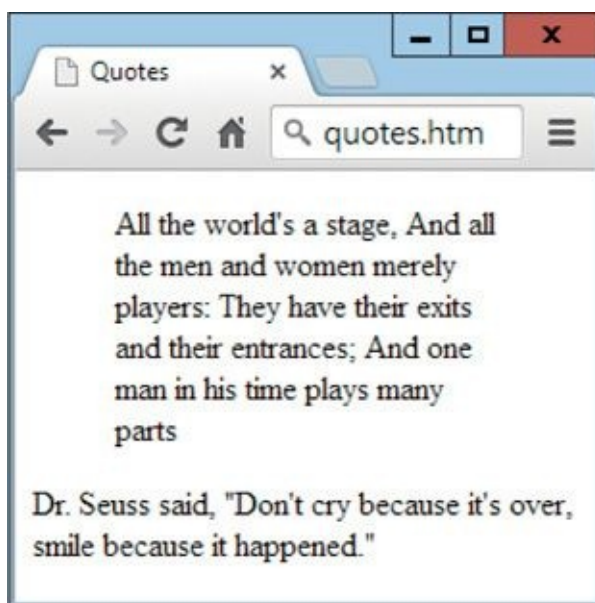 Quotes
quotes.htm
All the world's a stage, And all
the men and women merely
players: They have their exits
and their entrances; And one
man in his time plays many
parts
Dr. Seuss said, "Don't cry because it's over,
smile because it happened."